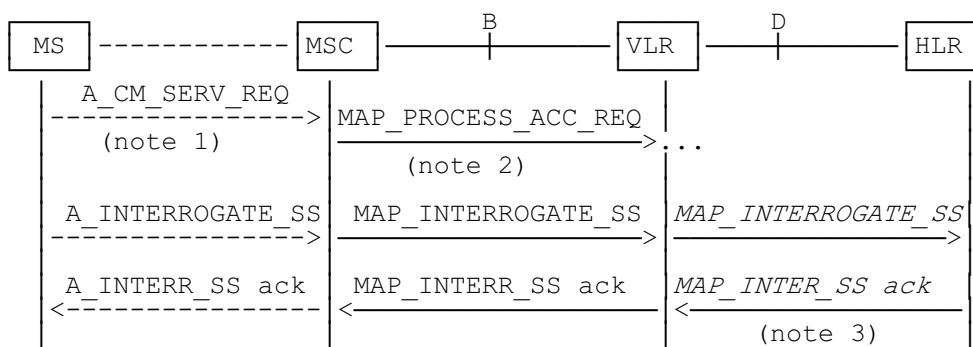 B D
MS MSC VLR HLR
A_CM_SERV_REQ
(note 1)
MAP_PROCESS_ACC_REQ
(note 2)
...
A_INTERROGATE_SS MAP_INTERROGATE_SS MAP_INTERROGATE_SS
A_INTERR_SS ack MAP_INTERR_SS ack MAP_INTER_SS ack
(note 3)